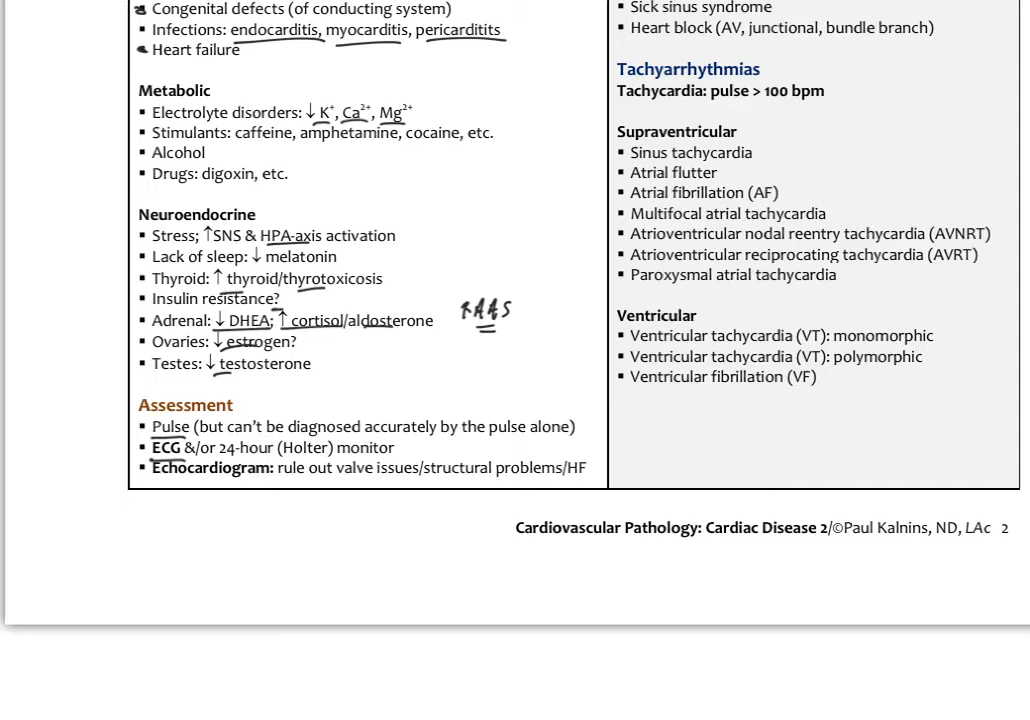 Congenital defects (of conducting system)
▪ Infections: endocarditis, myocarditis, pericarditits
Heart failure
Metabolic
▪ Electrolyte disorders: ↓ K⁺, Ca²⁺, Mg²⁺
▪ Stimulants: caffeine, amphetamine, cocaine, etc.
▪ Alcohol
▪ Drugs: digoxin, etc.
Neuroendocrine
▪ Stress; ↑SNS & HPA-axis activation
▪ Lack of sleep: ↓ melatonin
▪ Thyroid: ↑ thyroid/thyrotoxicosis
▪ Insulin resistance?
▪ Adrenal: ↓ DHEA; ↑ cortisol/aldosterone
↑AAS
▪ Ovaries: ↓ estrogen?
▪ Testes: ↓ testosterone
Assessment
▪ Pulse (but can't be diagnosed accurately by the pulse alone)
▪ ECG &/or 24-hour (Holter) monitor
▪ Echocardiogram: rule out valve issues/structural problems/HF
▪ Sick sinus syndrome
▪ Heart block (AV, junctional, bundle branch)
Tachyarrhythmias
Tachycardia: pulse > 100 bpm
Supraventricular
▪ Sinus tachycardia
▪ Atrial flutter
▪ Atrial fibrillation (AF)
▪ Multifocal atrial tachycardia
▪ Atrioventricular nodal reentry tachycardia (AVNRT)
▪ Atrioventricular reciprocating tachycardia (AVRT)
▪ Paroxysmal atrial tachycardia
Ventricular
▪ Ventricular tachycardia (VT): monomorphic
▪ Ventricular tachycardia (VT): polymorphic
▪ Ventricular fibrillation (VF)
Cardiovascular Pathology: Cardiac Disease 2/©Paul Kalnins, ND, LAc 2